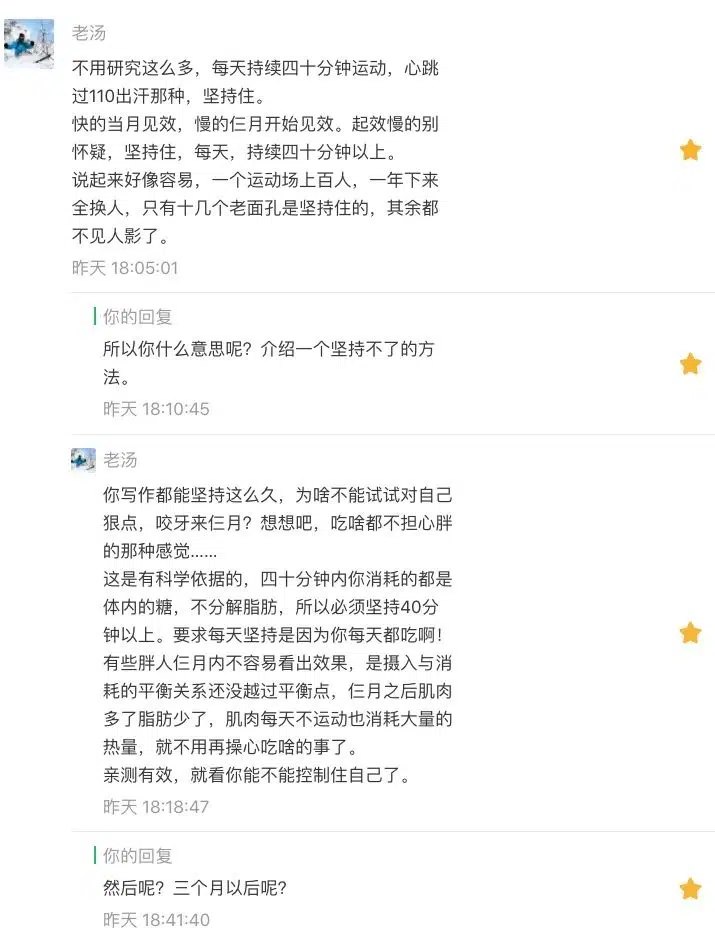 老汤
不用研究这么多，每天持续四十分钟运动，心跳
过110出汗那种，坚持住。
快的当月见效，慢的仨月开始见效。起效慢的别
怀疑，坚持住，每天，持续四十分钟以上。
说起来好像容易，一个运动场上百人，一年下来
全换人，只有十几个老面孔是坚持住的，其余都
不见人影了。
昨天 18:05:01
你的回复
所以你什么意思呢？介绍一个坚持不了的方
法。
昨天 18:10:45
老汤
你写作都能坚持这么久，为啥不能试试对自己
狠点，咬牙来仨月？想想吧，吃啥都不担心胖
的那种感觉……
这是有科学依据的，四十分钟内你消耗的都是
体内的糖，不分解脂肪，所以必须坚持40分
钟以上。要求每天坚持是因为你每天都吃啊！
有些胖人仨月内不容易看出效果，是摄入与消
耗的平衡关系还没越过平衡点，仨月之后肌肉
多了脂肪少了，肌肉每天不运动也消耗大量的
热量，就不用再操心吃啥的事了。
亲测有效，就看你能不能控制住自己了。
昨天 18:18:47
你的回复
然后呢？三个月以后呢？
昨天 18:41:40